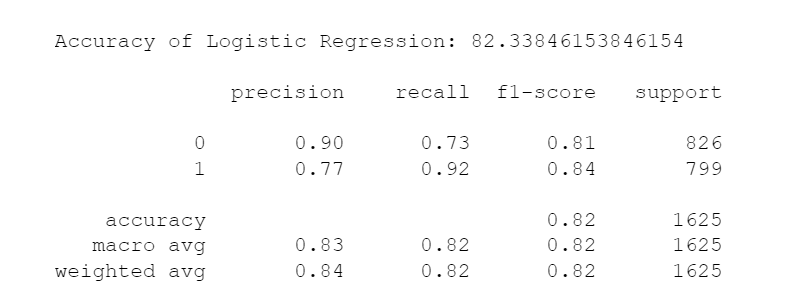 Accuracy of Logistic Regression: 82.33846153846154
precision recall f1-score support
0 0.90 0.73 0.81 826
1 0.77 0.92 0.84 799
accuracy 0.82 1625
macro avg 0.83 0.82 0.82 1625
weighted avg 0.84 0.82 0.82 1625